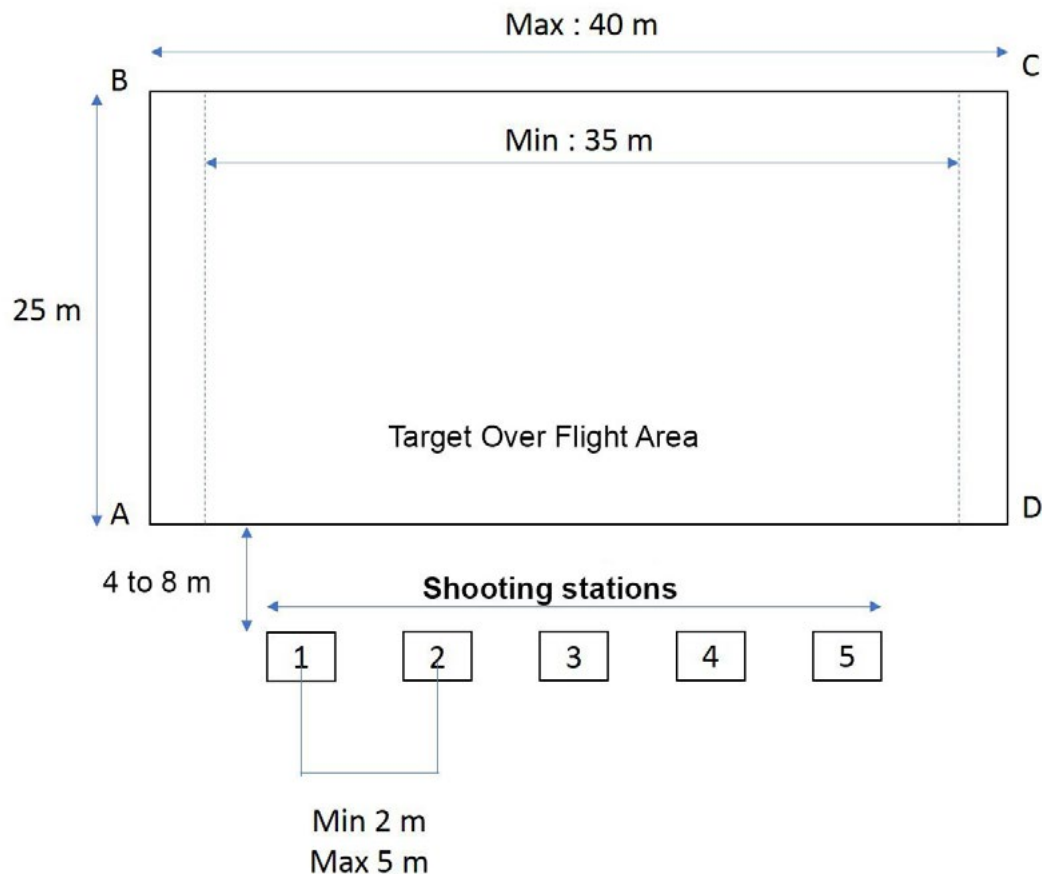 Max : 40 m
B
C
Min : 35 m
25 m
Target Over Flight Area
A
D
4 to 8 m
Shooting stations
1 2 3 4 5
Min 2 m
Max 5 m